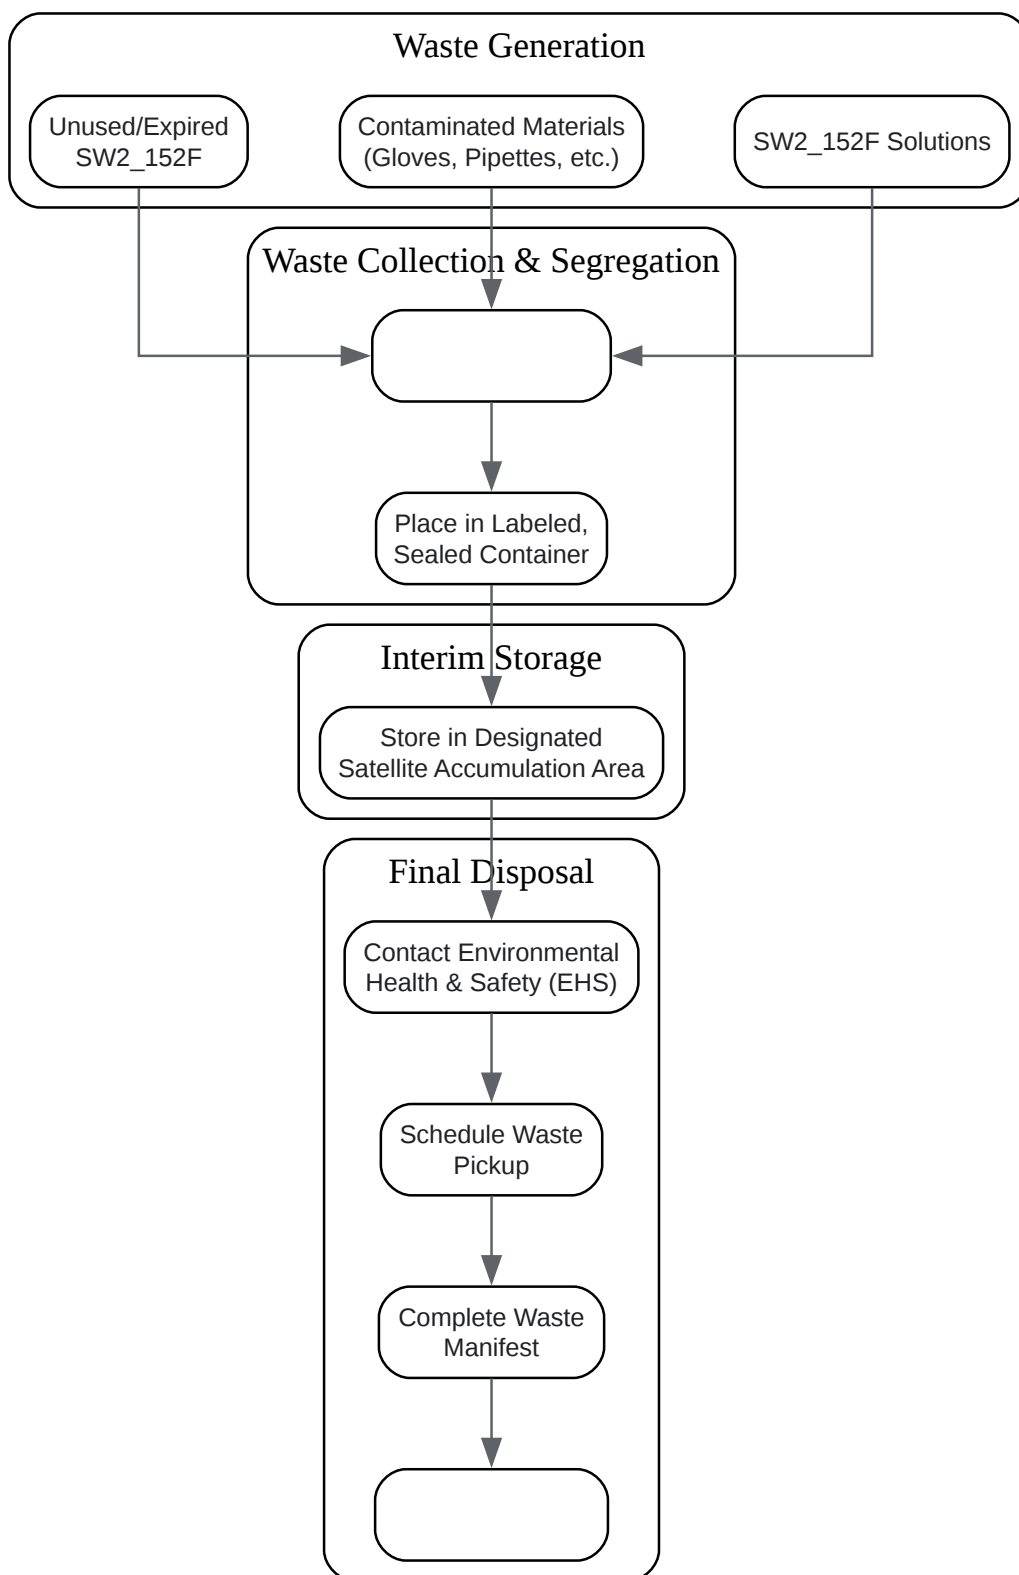 Waste Generation
Unused/Expired
SW2_152F
Contaminated Materials
(Gloves, Pipettes, etc.)
SW2_152F Solutions
Waste Collection & Segregation
Place in Labeled,
Sealed Container
Interim Storage
Store in Designated
Satellite Accumulation Area
Final Disposal
Contact Environmental
Health & Safety (EHS)
Schedule Waste
Pickup
Complete Waste
Manifest